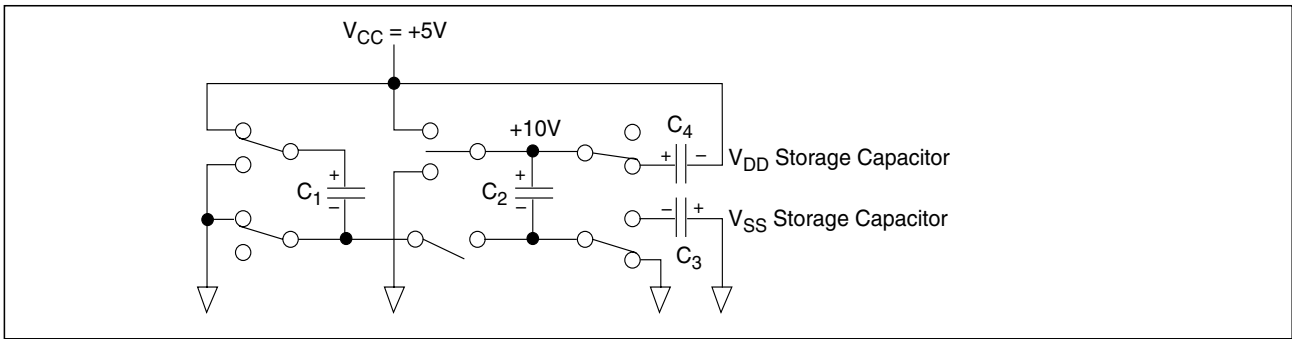 V_CC = +5V
+10V
C_4
+ −
V_DD Storage Capacitor
+
C_1
−
+
C_2
−
− +
V_SS Storage Capacitor
C_3